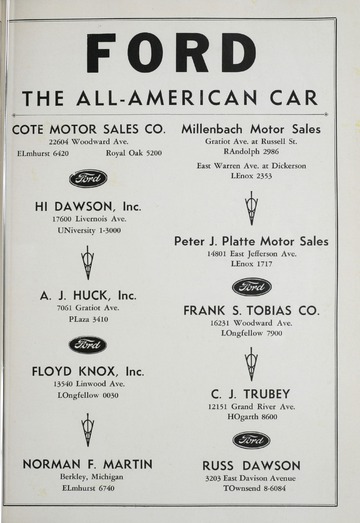 FORD
THE ALL-AMERICAN CAR
COTE MOTOR SALES CO.
22604 Woodward Ave.
ELmhurst 6420 Royal Oak 5200
Ford
HI DAWSON, Inc.
17600 Livernois Ave.
UNiversity 1-3000
A. J. HUCK, Inc.
7061 Gratiot Ave.
PLaza 3410
Ford
FLOYD KNOX, Inc.
13540 Linwood Ave.
LOngfellow 0030
NORMAN F. MARTIN
Berkley, Michigan
ELmhurst 6740
Millenbach Motor Sales
Gratiot Ave. at Russell St.
RAndolph 2986
East Warren Ave. at Dickerson
LEnox 2353
Peter J. Platte Motor Sales
14801 East Jefferson Ave.
LEnox 1717
Ford
FRANK S. TOBIAS CO.
16231 Woodward Ave.
LOngfellow 7900
C. J. TRUBEY
12151 Grand River Ave.
HOgarth 8600
Ford
RUSS DAWSON
3203 East Davison Avenue
TOwnsend 8-6084